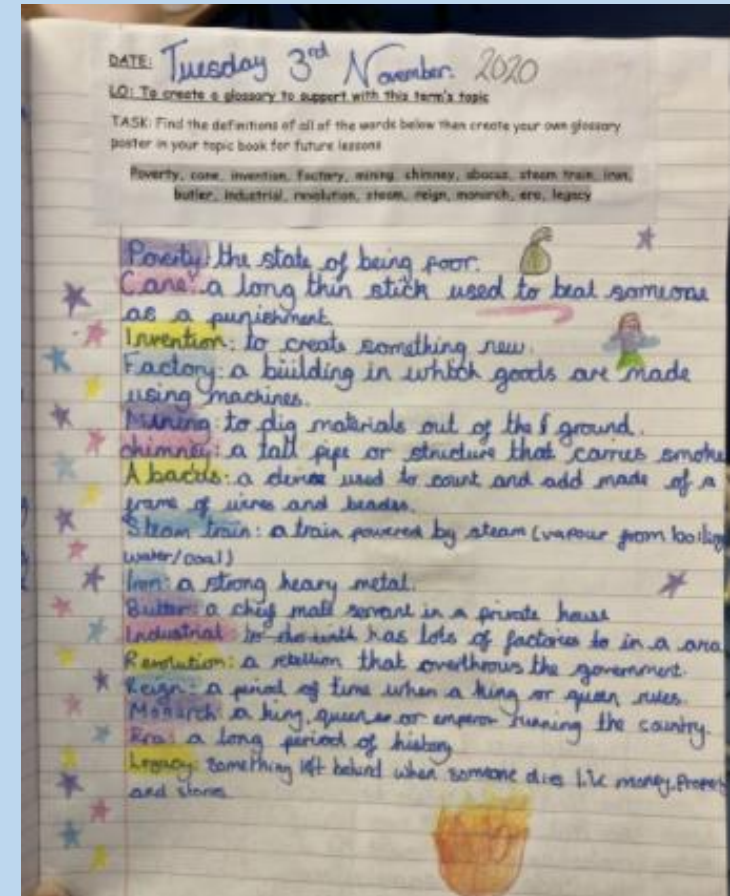 DATE: Tuesday 3rd November. 2020
LO: To create a glossary to support with this term's topic
TASK: Find the definitions of all of the words below then create your own glossary
poster in your topic book for future lessons
Poverty, cane, invention, factory, mining, chimney, abacus, steam train, iron,
butler, industrial, revolution, steam, reign, monarch, era, legacy
Poverty: the state of being poor.
Cane: a long thin stick used to beat someone
as a punishment.
Invention: to create something new.
Factory: a building in which goods are made
using machines.
Mining: to dig materials out of the ground.
chimney: a tall pipe or structure that carries smoke
Abacus: a device used to count and add made of a
frame of wires and beades.
Steam train: a train powered by steam (vapour from boiling
water/coal)
Iron: a strong heavy metal.
Butler: a chief male servant in a private house
Industrial: has lots of factories to in a area
Revolution: a rebellion that overthrows the government.
Reign: a period of time when a king or queen rules.
Monarch: a king, queen or emperor running the country.
Era: a long period of history
Legacy: something left behind when someone dies like money,
and stories